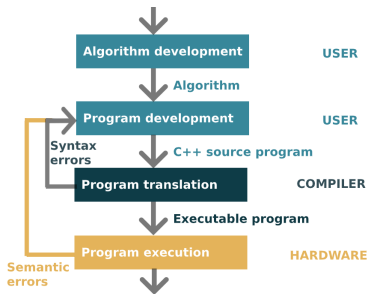 Algorithm development
USER
Algorithm
Program development
USER
Syntax
errors
C++ source program
Program translation
COMPILER
Executable program
Program execution
HARDWARE
Semantic
errors